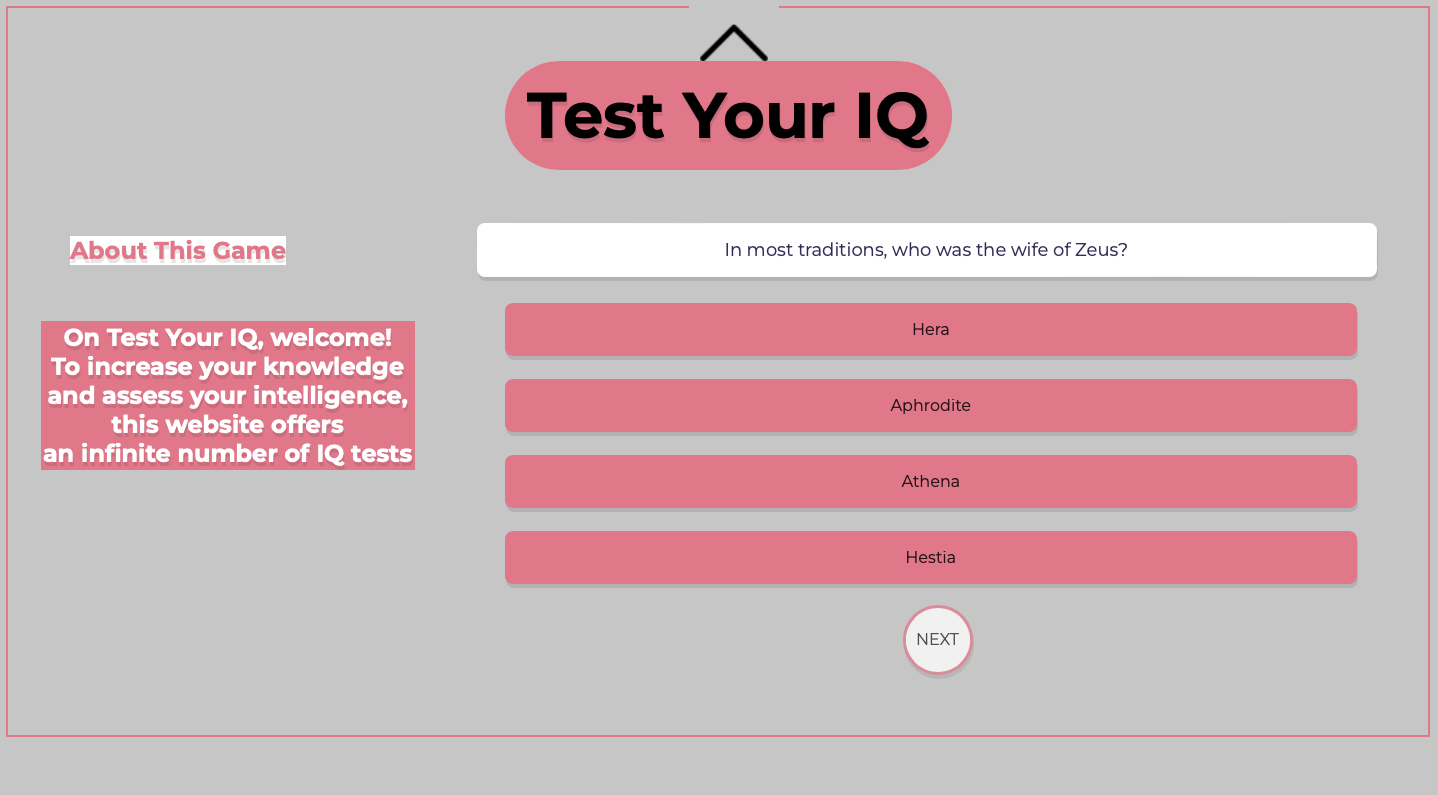 Test Your IQ
About This Game
On Test Your IQ, welcome!
To increase your knowledge
and assess your intelligence,
this website offers
an infinite number of IQ tests
In most traditions, who was the wife of Zeus?
Hera
Aphrodite
Athena
Hestia
NEXT